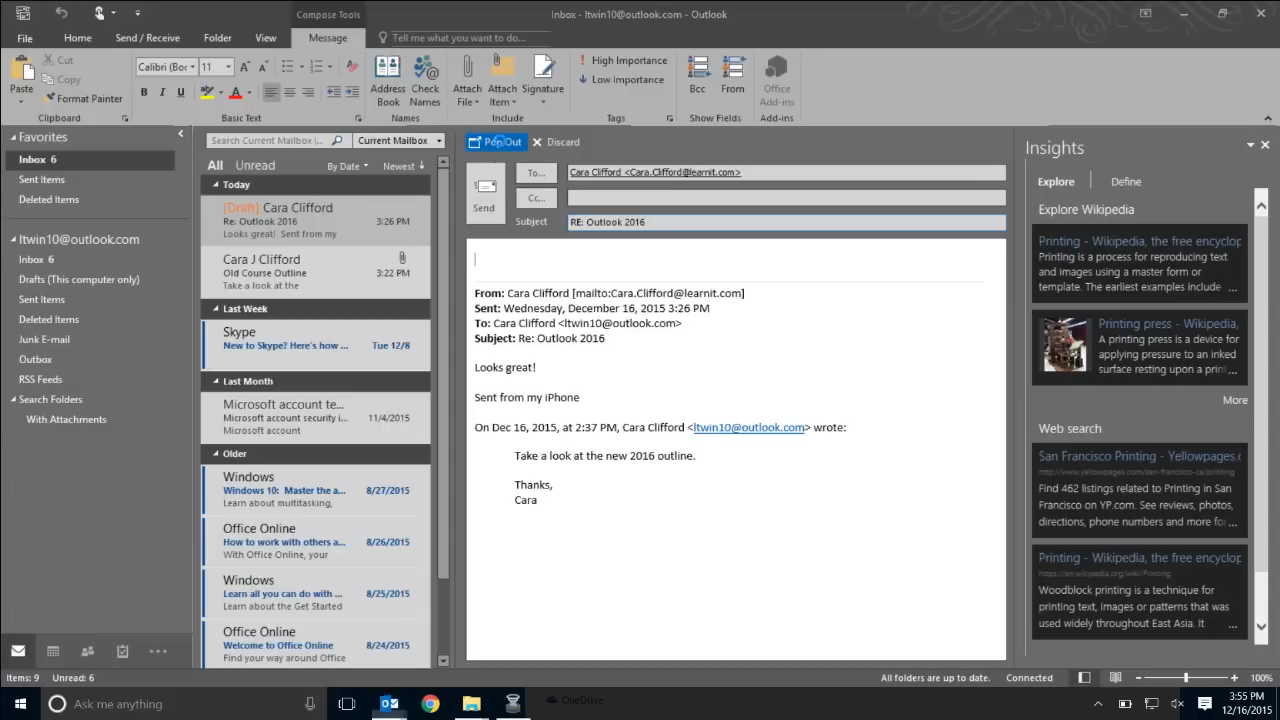 Compose Tools
Inbox - ltwin10@outlook.com - Outlook
File
Home
Send / Receive
Folder
View
Message
Tell me what you want to do...
Paste
Cut
Copy
Format Painter
Clipboard
Calibri (Boc
11
A
A
B
I
U
Basic Text
Address
Book
Check
Names
Names
Attach
File
Attach
Item
Signature
Include
High Importance
Low Importance
Tags
Bcc
From
Show Fields
Office
Add-ins
Add-ins
Favorites
Inbox 6
Sent Items
Deleted Items
ltwin10@outlook.com
Inbox 6
Drafts (This computer only)
Sent Items
Deleted Items
Junk E-mail
Outbox
RSS Feeds
Search Folders
With Attachments
Search Current Mailbox (...
Current Mailbox
All Unread
By Date
Newest
Today
[Draft] Cara Clifford
Re: Outlook 2016
3:26 PM
Looks great! Sent from my
Cara J Clifford
Old Course Outline
3:22 PM
Take a look at the
Last Week
Skype
New to Skype? Here's how ...
Tue 12/8
Last Month
Microsoft account te...
Microsoft account security i...
11/4/2015
Microsoft account
Older
Windows
Windows 10: Master the a...
8/27/2015
Learn about multitasking,
Office Online
How to work with others a...
8/26/2015
With Office Online, your
Windows
Learn all you can do with ...
8/25/2015
Learn about the Get Started
Office Online
Welcome to Office Online
8/24/2015
Find your way around Office
Pop Out
Discard
Send
To...
Cara Clifford <Cara.Clifford@learnit.com>
Cc...
Subject
RE: Outlook 2016
From: Cara Clifford [mailto:Cara.Clifford@learnit.com]
Sent: Wednesday, December 16, 2015 3:26 PM
To: Cara Clifford <ltwin10@outlook.com>
Subject: Re: Outlook 2016
Looks great!
Sent from my iPhone
On Dec 16, 2015, at 2:37 PM, Cara Clifford <ltwin10@outlook.com> wrote:
Take a look at the new 2016 outline.
Thanks,
Cara
Insights
Explore
Define
Explore Wikipedia
Printing - Wikipedia, the free encyclop
Printing is a process for reproducing text
and images using a master form or
template. The earliest examples include ...
Printing press - Wikipedia,
A printing press is a device for
applying pressure to an inked
surface resting upon a print ...
More
Web search
San Francisco Printing - Yellowpages.c
http://www.yellowpages.com/san-francisco-ca/printing
Find 462 listings related to Printing in San
Francisco on YP.com. See reviews, photos,
directions, phone numbers and more for ...
Printing - Wikipedia, the free encyclop
https://en.wikipedia.org/wiki/Printing
Woodblock printing is a technique for
printing text, images or patterns that was
used widely throughout East Asia. It ...
Items: 9
Unread: 6
All folders are up to date.
Connected
100%
Ask me anything
OneDrive
3:55 PM
12/16/2015